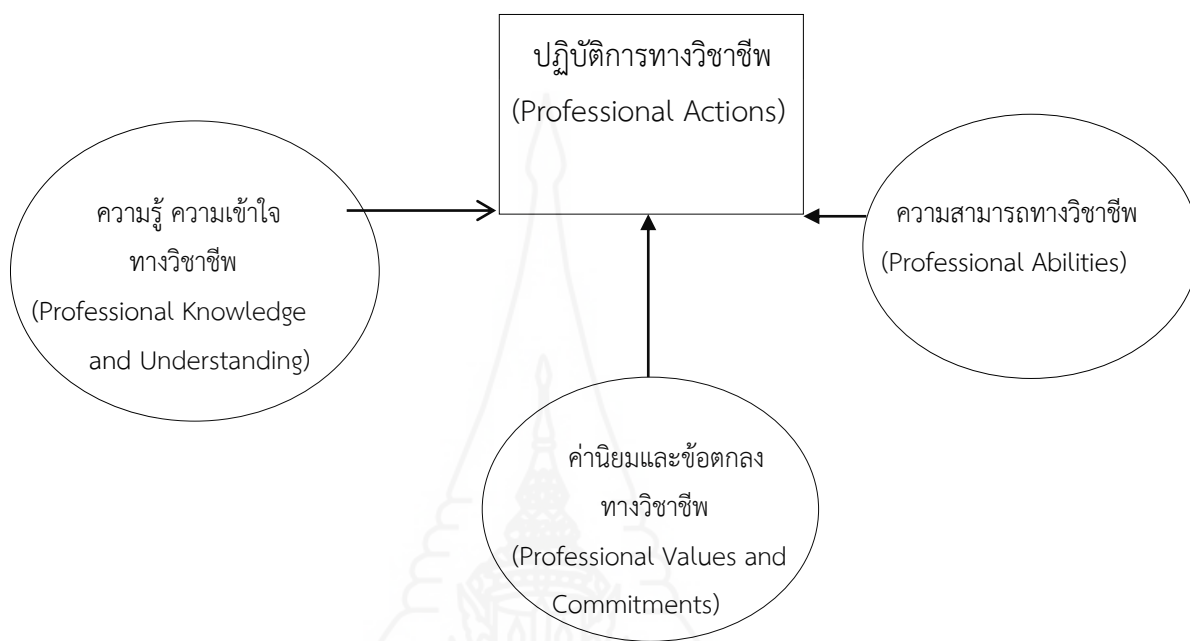 ปฏิบัติการทางวิชาชีพ
(Professional Actions)
ความรู้ ความเข้าใจ
ทางวิชาชีพ
(Professional Knowledge
and Understanding)
ความสามารถทางวิชาชีพ
(Professional Abilities)
ค่านิยมและข้อตกลง
ทางวิชาชีพ
(Professional Values and
Commitments)